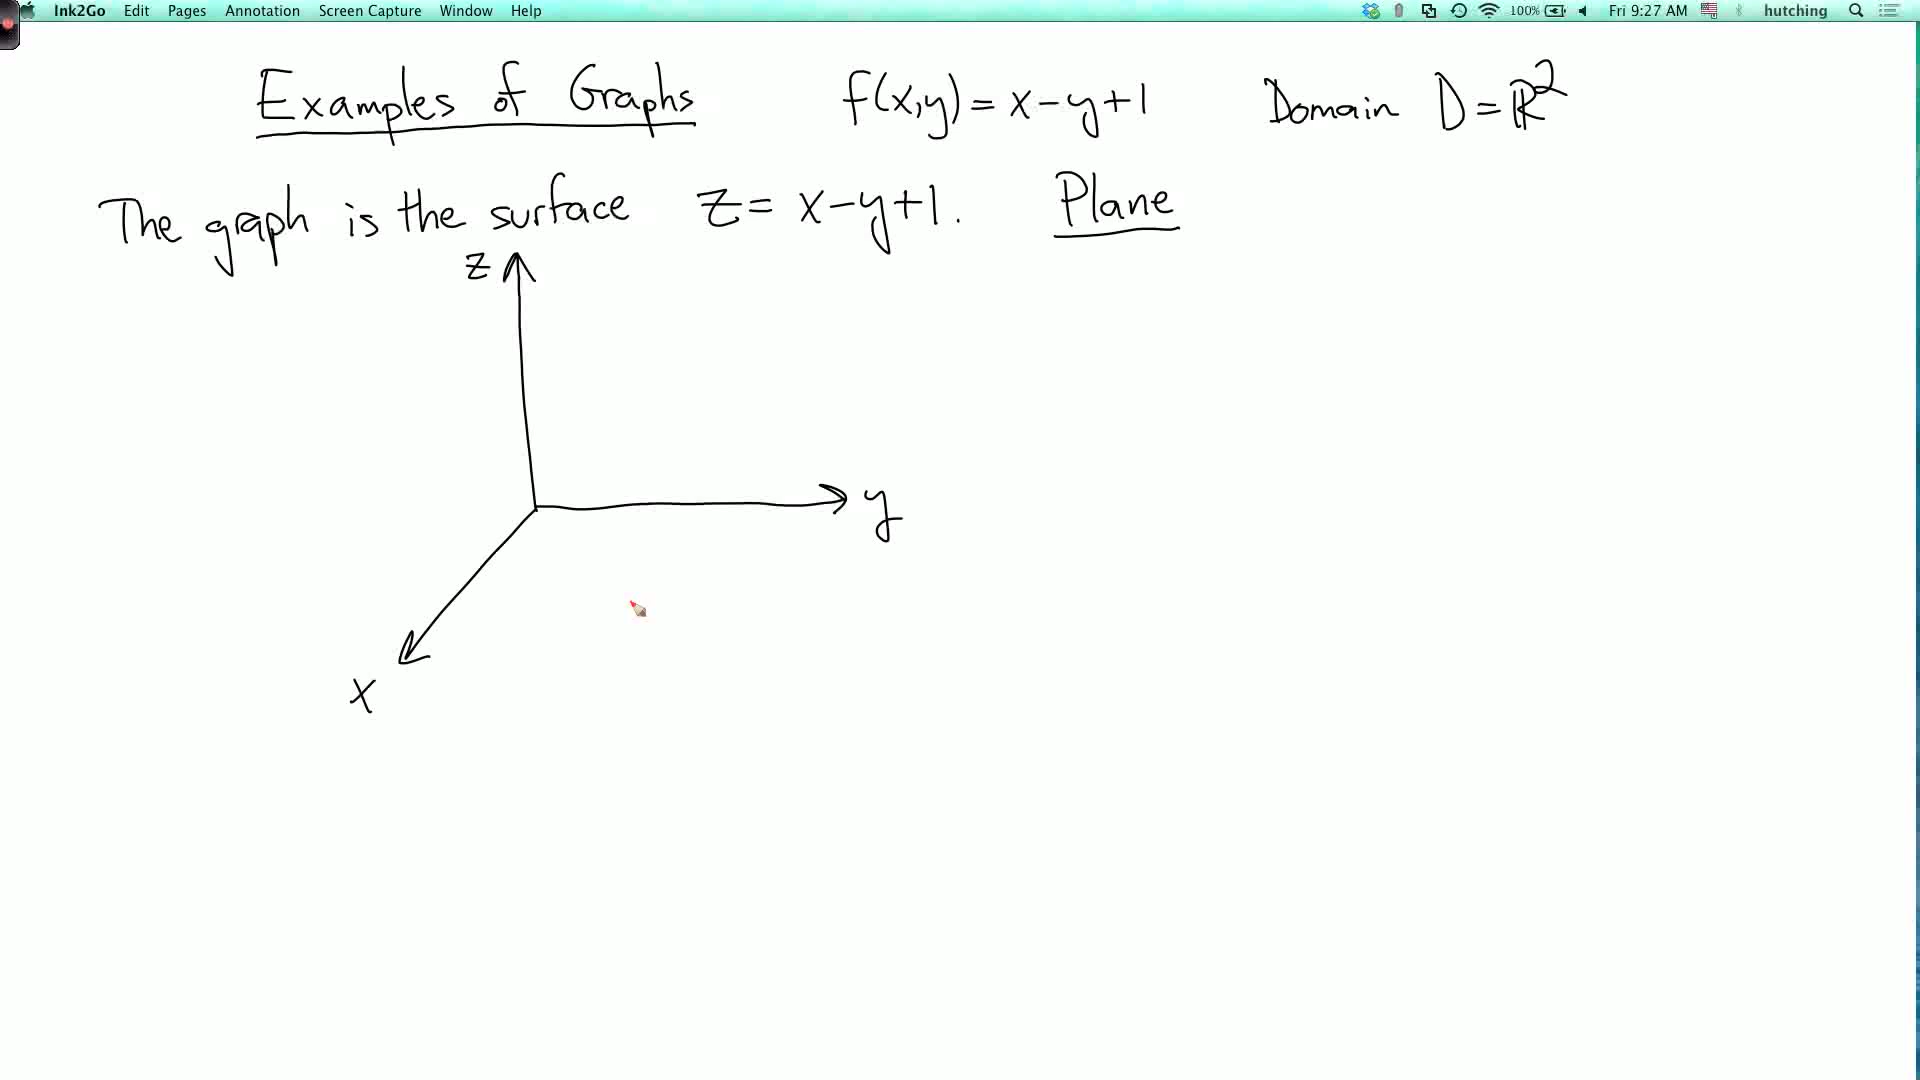 Ink2Go Edit Pages Annotation Screen Capture Window Help 100% Fri 9:27 AM hutching
Examples of Graphs f(x,y) = x-y+1 Domain D = ℝ²
The graph is the surface z = x-y+1. Plane
z
y
x